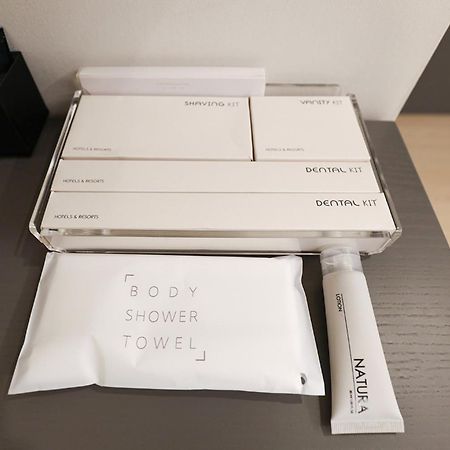 SHAVING KIT
HOTELS & RESORTS
VANITY KIT
HOTELS & RESORTS
DENTAL KIT
HOTELS & RESORTS
DENTAL KIT
HOTELS & RESORTS
BODY
SHOWER
TOWEL
LOTION
NATURA